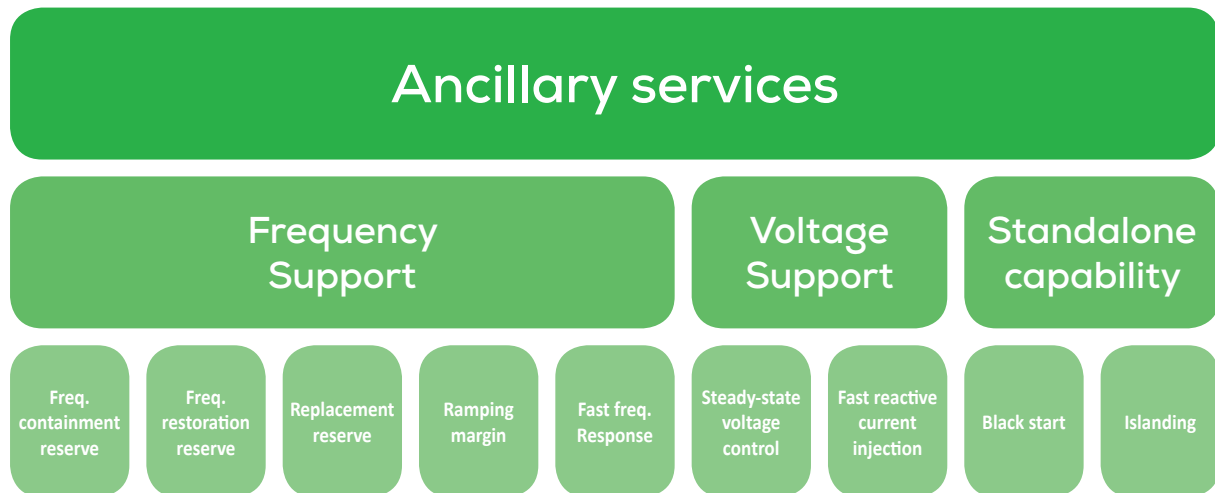 Ancillary services
Frequency
Support
Voltage
Support
Standalone
capability
Freq.
containment
reserve
Freq.
restoration
reserve
Replacement
reserve
Ramping
margin
Fast freq.
Response
Steady-state
voltage
control
Fast reactive
current
injection
Black start
Islanding